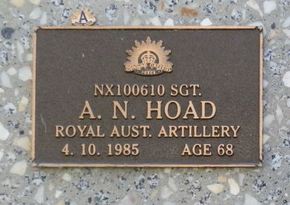 A
NX100610 SGT.
A. N. HOAD
ROYAL AUST. ARTILLERY
4. 10. 1985 AGE 68